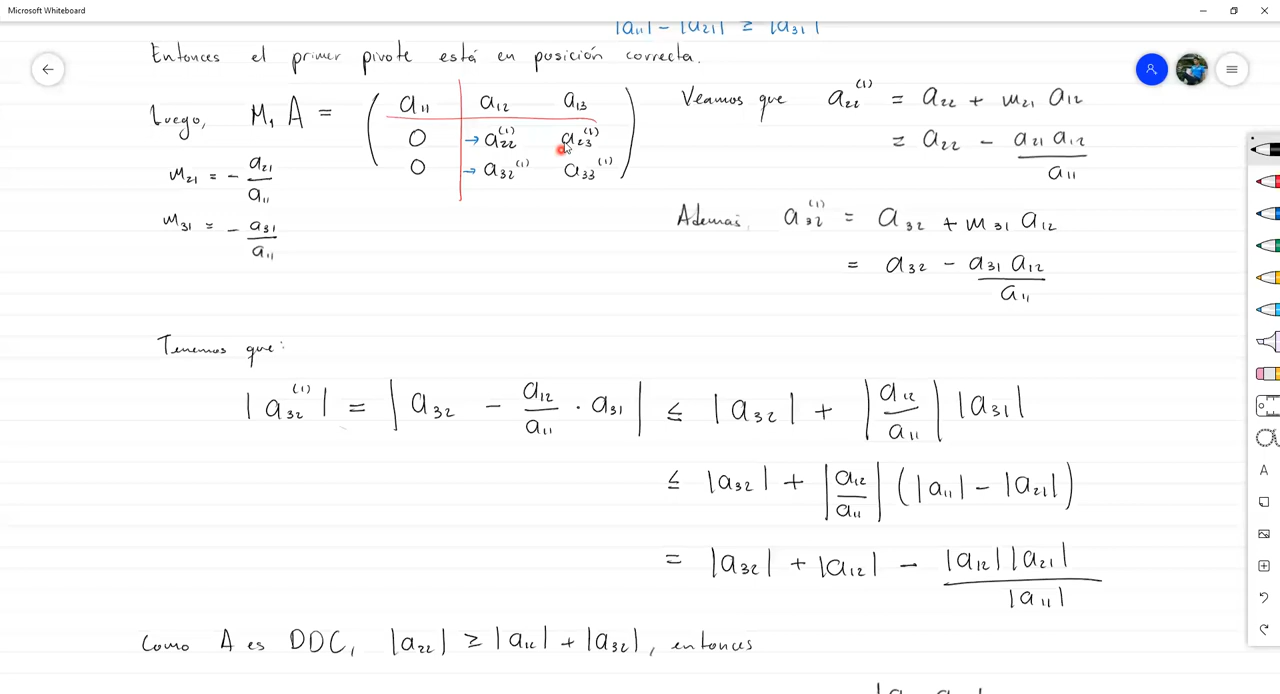 Microsoft Whiteboard
|a₁₁| - |a₂₁| ≥ |a₃₁|
Entonces el primer pivote está en posición correcta.
Luego, M₁ A = ( a₁₁ a₁₂ a₁₃
0 → a₂₂⁽¹⁾ a₂₃⁽¹⁾
0 → a₃₂⁽¹⁾ a₃₃⁽¹⁾ )
m₂₁ = - a₂₁ / a₁₁
m₃₁ = - a₃₁ / a₁₁
Veamos que a₂₂⁽¹⁾ = a₂₂ + m₂₁ a₁₂
= a₂₂ - a₂₁ a₁₂ / a₁₁
Además, a₃₂⁽¹⁾ = a₃₂ + m₃₁ a₁₂
= a₃₂ - a₃₁ a₁₂ / a₁₁
Tenemos que:
| a₃₂⁽¹⁾ | = | a₃₂ - a₁₂ / a₁₁ · a₃₁ | ≤ | a₃₂ | + | a₁₂ / a₁₁ | | a₃₁ |
≤ | a₃₂ | + | a₁₂ / a₁₁ | ( | a₁₁ | - | a₂₁ | )
= | a₃₂ | + | a₁₂ | - | a₁₂ | | a₂₁ | / | a₁₁ |
Como A es DDC, | a₂₂ | ≥ | a₁₂ | + | a₃₂ |, entonces